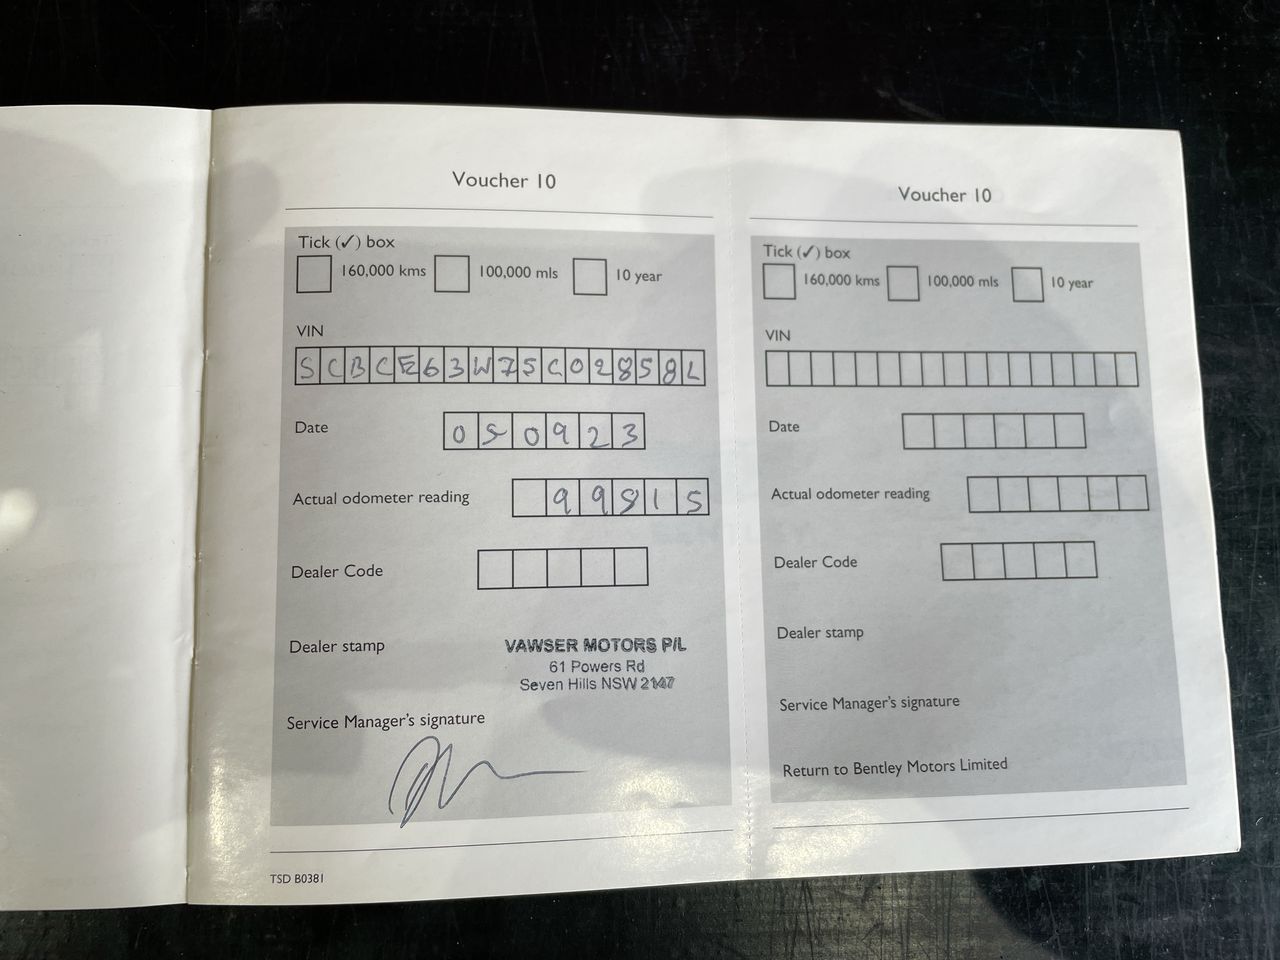 Voucher 10
Tick (✓) box
160,000 kms 100,000 mls 10 year
VIN
SCBCE63W75C02858L
Date 050923
Actual odometer reading 99815
Dealer Code
Dealer stamp VAWSER MOTORS P/L
61 Powers Rd
Seven Hills NSW 2147
Service Manager's signature
TSD B0381
Voucher 10
Tick (✓) box
160,000 kms 100,000 mls 10 year
VIN
Date
Actual odometer reading
Dealer Code
Dealer stamp
Service Manager's signature
Return to Bentley Motors Limited